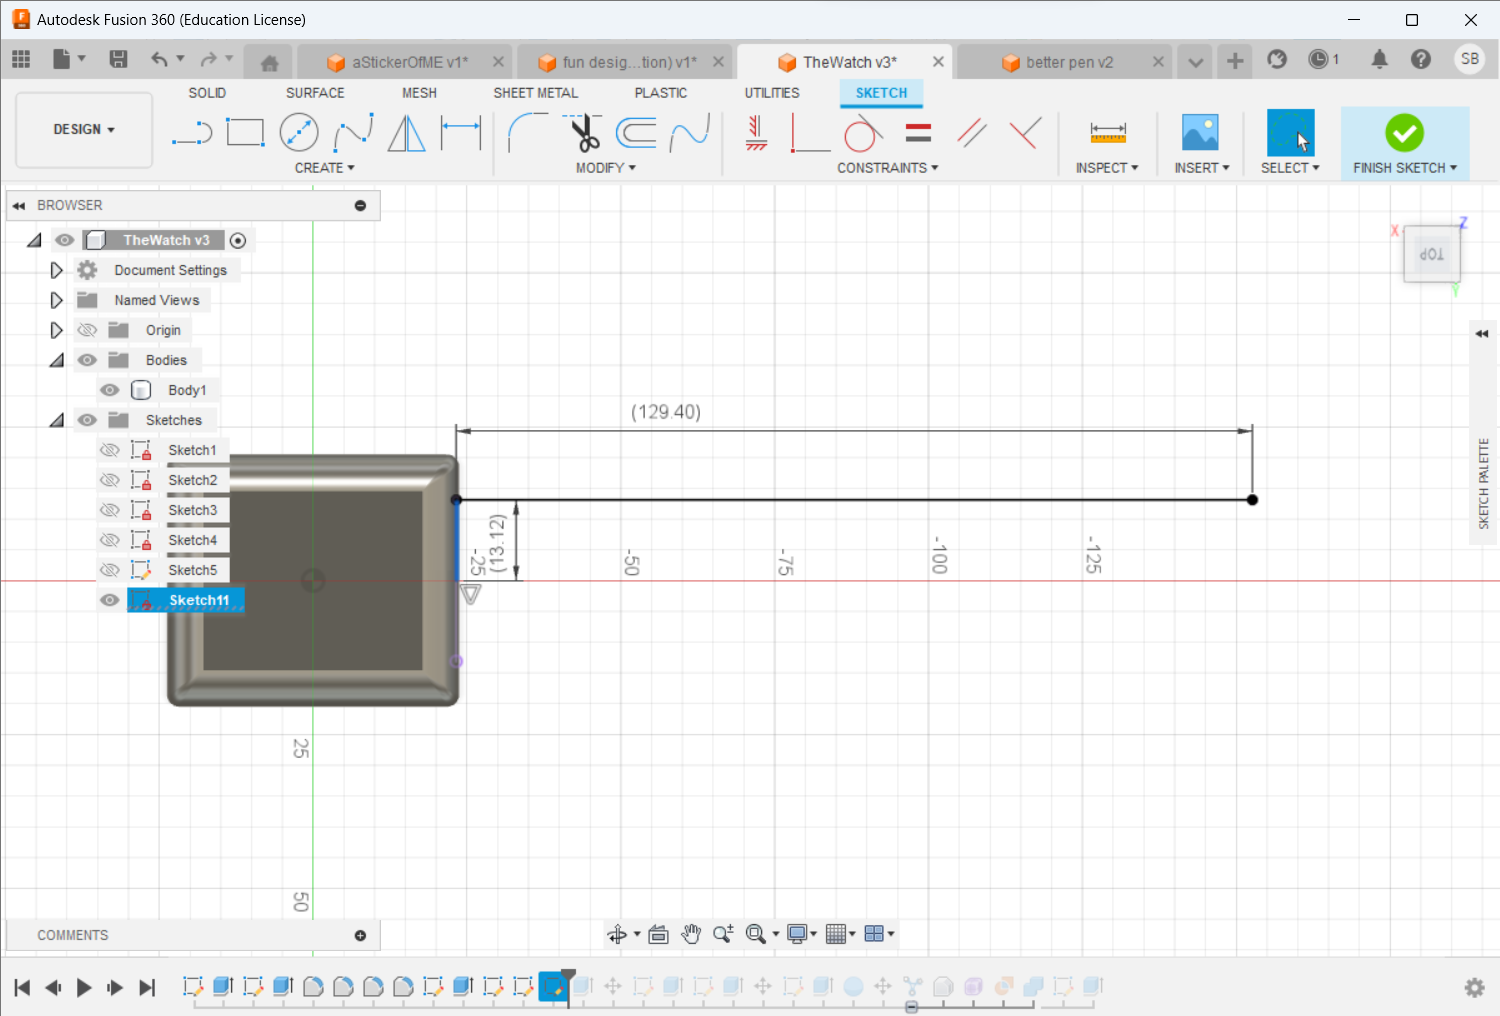 Autodesk Fusion 360 (Education License)
aStickerOfME v1*
fun desig...tion) v1*
TheWatch v3*
better pen v2
1
SB
DESIGN
SOLID
SURFACE
MESH
SHEET METAL
PLASTIC
UTILITIES
SKETCH
CREATE
MODIFY
CONSTRAINTS
INSPECT
INSERT
SELECT
FINISH SKETCH
BROWSER
TheWatch v3
Document Settings
Named Views
Origin
Bodies
Body1
Sketches
Sketch1
Sketch2
Sketch3
Sketch4
Sketch5
Sketch11
X
Z
TOP
Y
(129.40)
(13.12)
-25
-50
-75
-100
-125
25
50
SKETCH PALETTE
COMMENTS